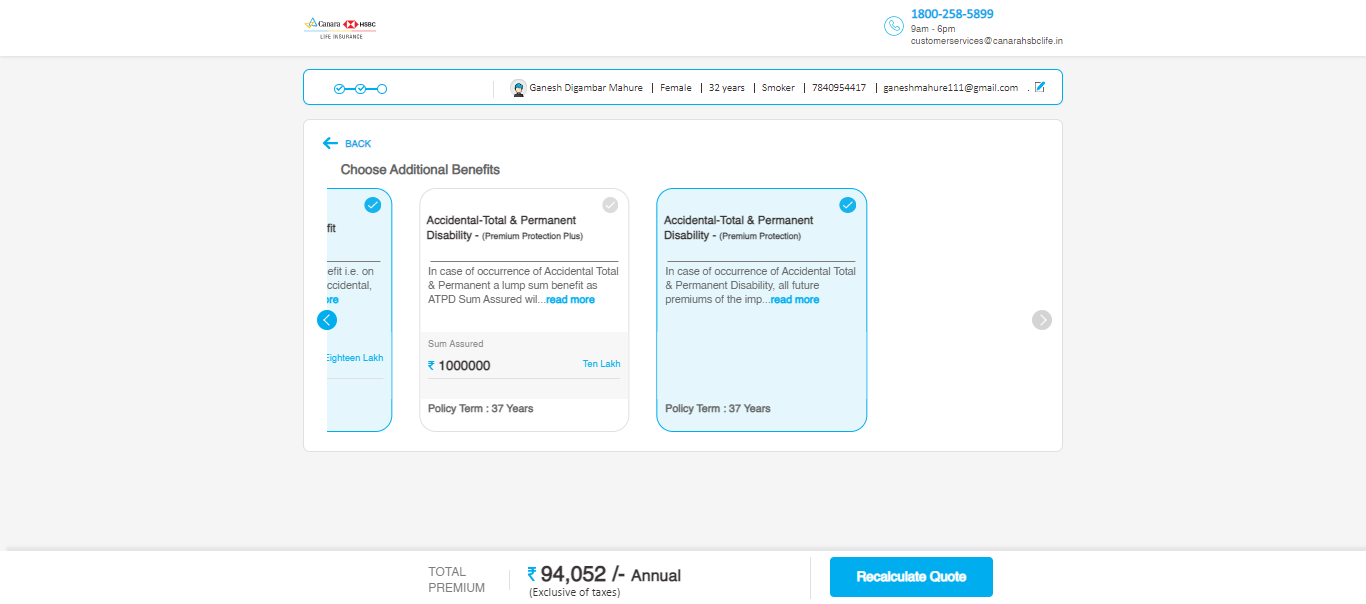 Canara HSBC
LIFE INSURANCE
1800-258-5899
9am - 6pm
customerservices@canarahsbclife.in
Ganesh Digambar Mahure | Female | 32 years | Smoker | 7840954417 | ganeshmahure111@gmail.com .
BACK
Choose Additional Benefits
fit
efit i.e. on
ccidental,
ore
Eighteen Lakh
Accidental-Total & Permanent
Disability - (Premium Protection Plus)
In case of occurrence of Accidental Total
& Permanent a lump sum benefit as
ATPD Sum Assured wil...read more
Sum Assured
₹ 1000000 Ten Lakh
Policy Term : 37 Years
Accidental-Total & Permanent
Disability - (Premium Protection)
In case of occurrence of Accidental Total
& Permanent Disability, all future
premiums of the imp...read more
Policy Term : 37 Years
TOTAL
PREMIUM
₹ 94,052 /- Annual
(Exclusive of taxes)
Recalculate Quote